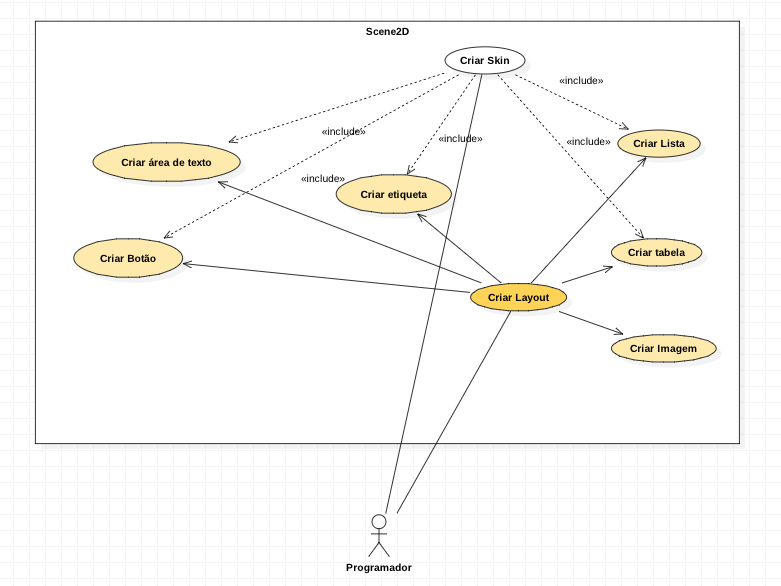 Scene2D
Criar Skin
«include»
«include»
«include»
«include»
Criar Lista
Criar área de texto
«include»
Criar etiqueta
Criar tabela
Criar Botão
Criar Layout
Criar Imagem
Programador